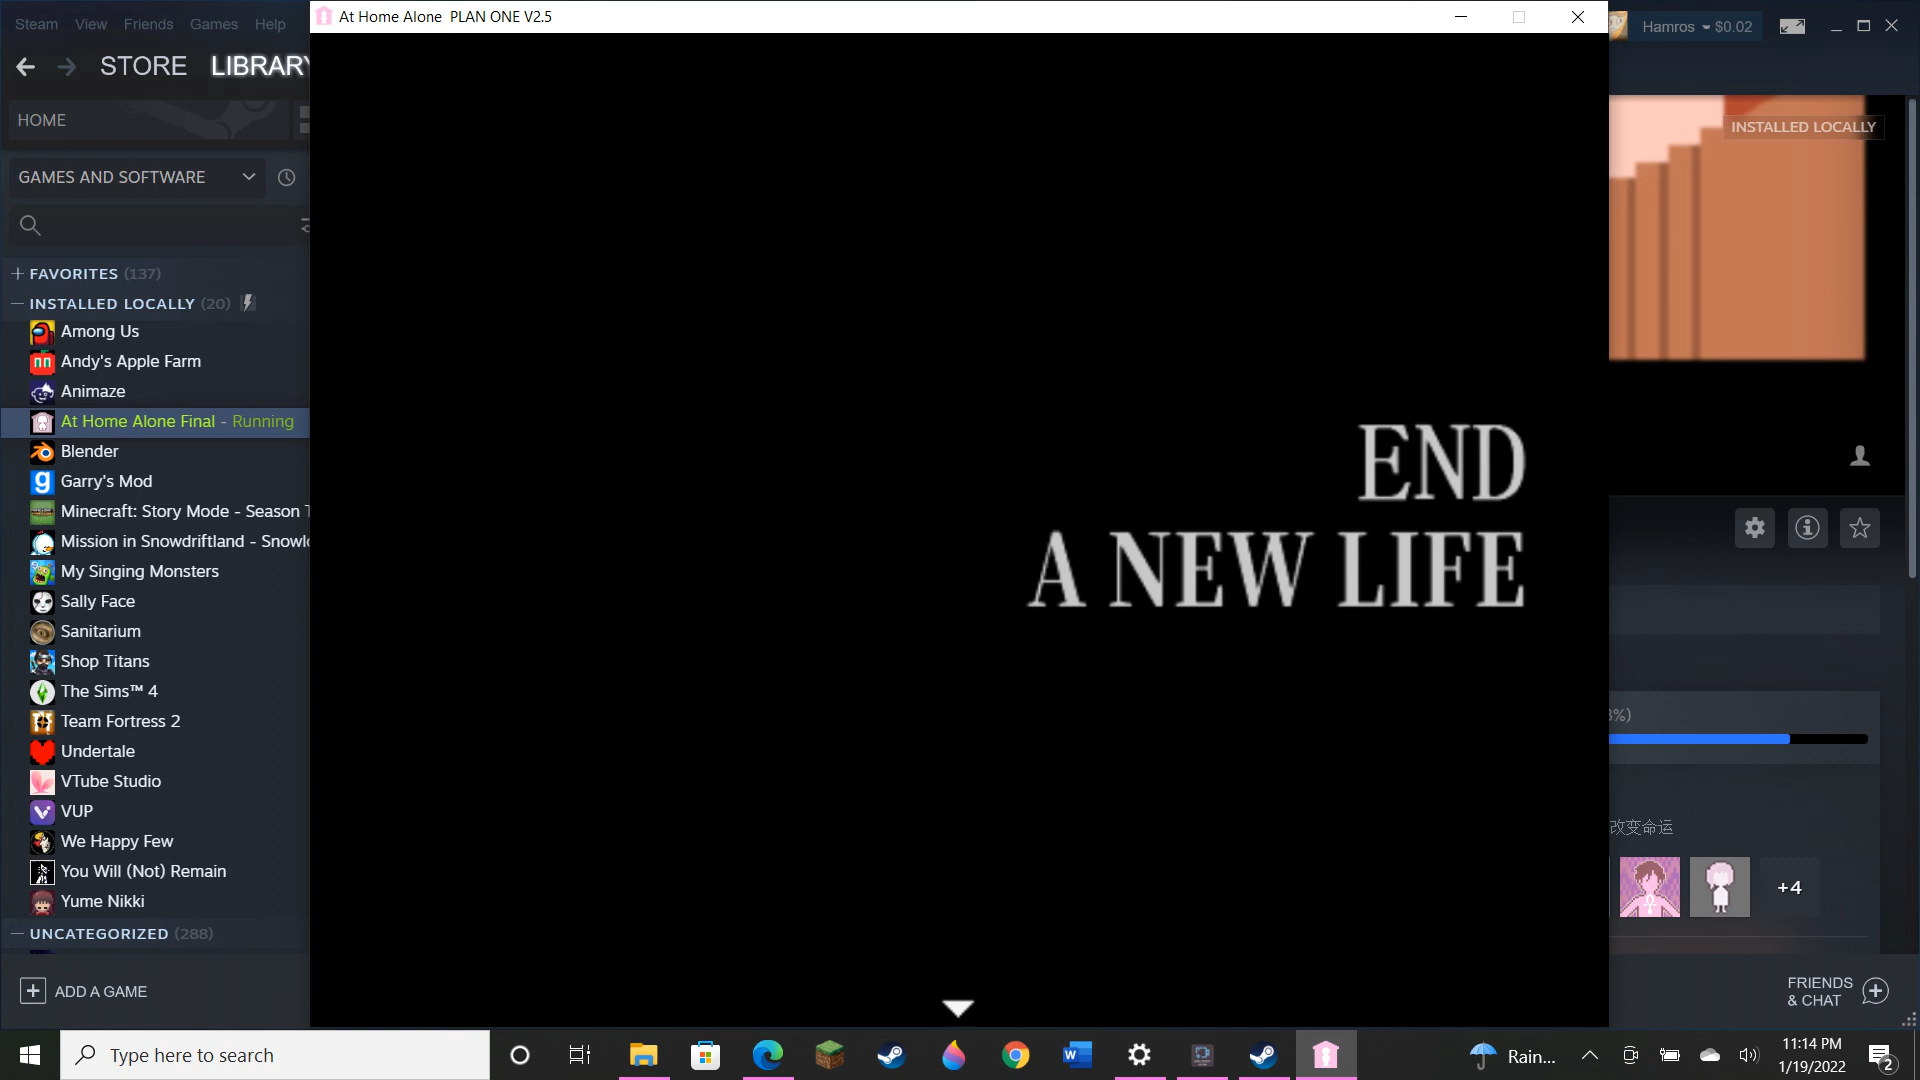 Steam View Friends Games Help
At Home Alone PLAN ONE V2.5
Hamros $0.02
STORE LIBRARY
HOME
INSTALLED LOCALLY
GAMES AND SOFTWARE
FAVORITES (137)
INSTALLED LOCALLY (20)
Among Us
Andy's Apple Farm
Animaze
At Home Alone Final - Running
Blender
Garry's Mod
Minecraft: Story Mode - Season
Mission in Snowdriftland -
My Singing Monsters
Sally Face
Sanitarium
Shop Titans
The Sims™ 4
Team Fortress 2
Undertale
VTube Studio
VUP
We Happy Few
You Will (Not) Remain
Yume Nikki
UNCATEGORIZED (288)
ADD A GAME
END
A NEW LIFE
%)
改变命运
+4
FRIENDS
& CHAT
Type here to search
Rain...
11:14 PM
1/19/2022
2